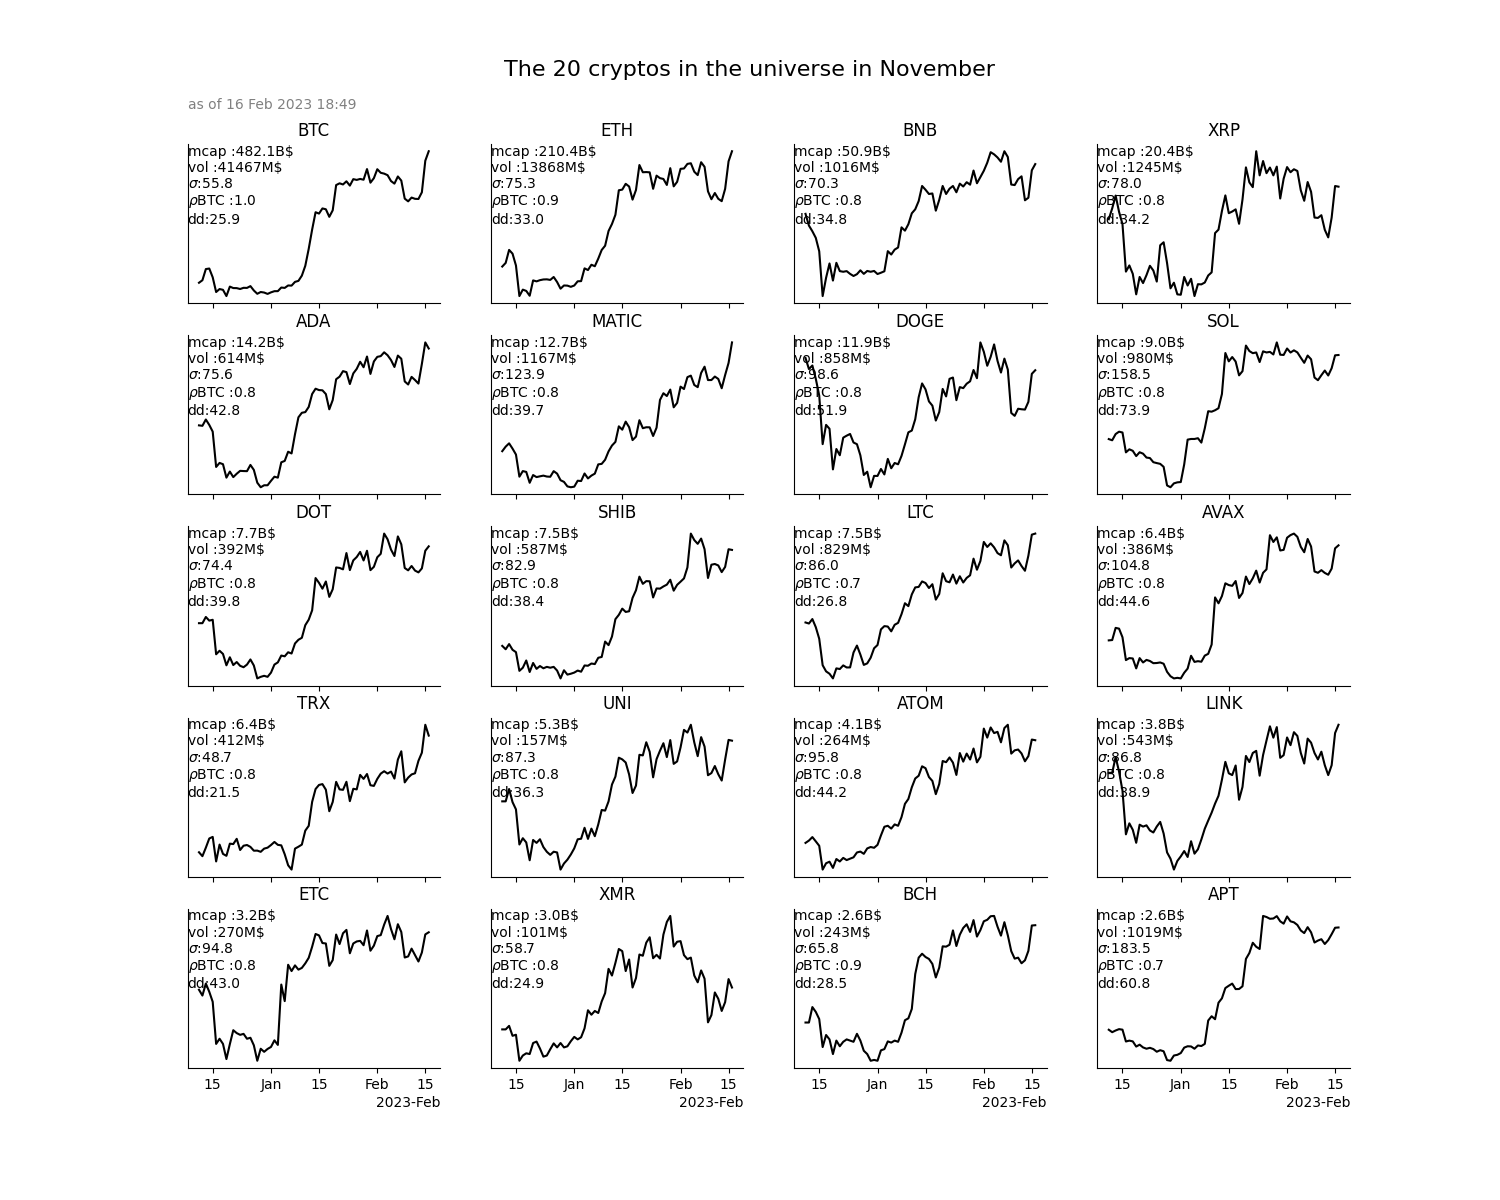 The 20 cryptos in the universe in November
as of 16 Feb 2023 18:49
BTC
mcap :482.1B$
vol :41467M$
σ:55.8
ρBTC :1.0
dd:25.9
ETH
mcap :210.4B$
vol :13868M$
σ:75.3
ρBTC :0.9
dd:33.0
BNB
mcap :50.9B$
vol :1016M$
σ:70.3
ρBTC :0.8
dd:34.8
XRP
mcap :20.4B$
vol :1245M$
σ:78.0
ρBTC :0.8
dd:34.2
ADA
mcap :14.2B$
vol :614M$
σ:75.6
ρBTC :0.8
dd:42.8
MATIC
mcap :12.7B$
vol :1167M$
σ:123.9
ρBTC :0.8
dd:39.7
DOGE
mcap :11.9B$
vol :858M$
σ:98.6
ρBTC :0.8
dd:51.9
SOL
mcap :9.0B$
vol :980M$
σ:158.5
ρBTC :0.8
dd:73.9
DOT
mcap :7.7B$
vol :392M$
σ:74.4
ρBTC :0.8
dd:39.8
SHIB
mcap :7.5B$
vol :587M$
σ:82.9
ρBTC :0.8
dd:38.4
LTC
mcap :7.5B$
vol :829M$
σ:86.0
ρBTC :0.7
dd:26.8
AVAX
mcap :6.4B$
vol :386M$
σ:104.8
ρBTC :0.8
dd:44.6
TRX
mcap :6.4B$
vol :412M$
σ:48.7
ρBTC :0.8
dd:21.5
UNI
mcap :5.3B$
vol :157M$
σ:87.3
ρBTC :0.8
dd:36.3
ATOM
mcap :4.1B$
vol :264M$
σ:95.8
ρBTC :0.8
dd:44.2
LINK
mcap :3.8B$
vol :543M$
σ:86.8
ρBTC :0.8
dd:38.9
ETC
mcap :3.2B$
vol :270M$
σ:94.8
ρBTC :0.8
dd:43.0
XMR
mcap :3.0B$
vol :101M$
σ:58.7
ρBTC :0.8
dd:24.9
BCH
mcap :2.6B$
vol :243M$
σ:65.8
ρBTC :0.9
dd:28.5
APT
mcap :2.6B$
vol :1019M$
σ:183.5
ρBTC :0.7
dd:60.8
15 Jan 15 Feb 15
2023-Feb
15 Jan 15 Feb 15
2023-Feb
15 Jan 15 Feb 15
2023-Feb
15 Jan 15 Feb 15
2023-Feb